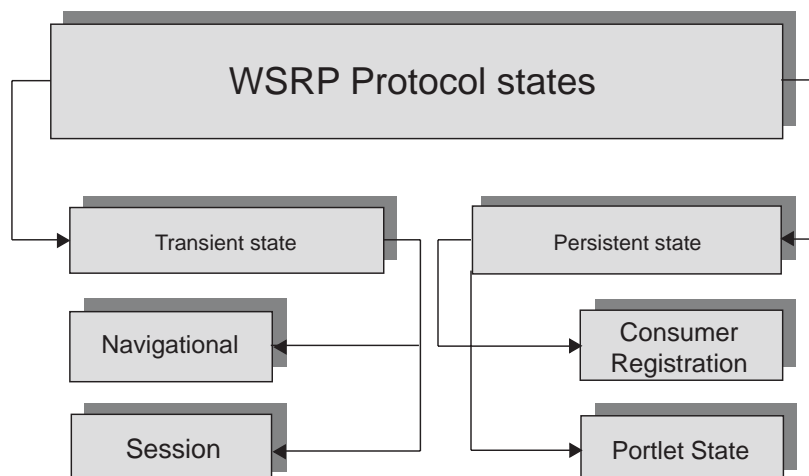 WSRP Protocol states
Transient state
Persistent state
Navigational
Consumer
Registration
Session
Portlet State